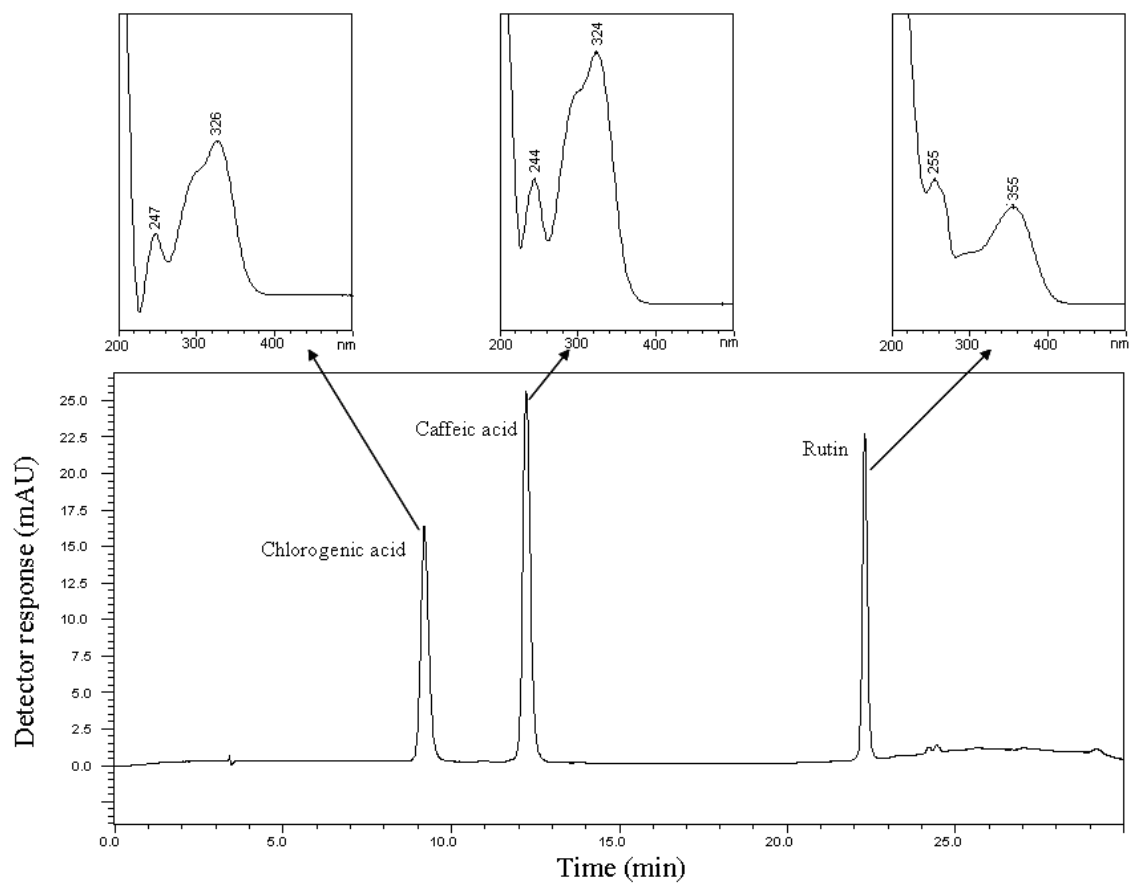 326
247
200 300 400 nm
324
244
200 300 400 nm
255
355
200 300 400 nm
Detector response (mAU)
25.0
22.5
20.0
17.5
15.0
12.5
10.0
7.5
5.0
2.5
0.0
Caffeic acid
Rutin
Chlorogenic acid
0.0 5.0 10.0 15.0 20.0 25.0
Time (min)